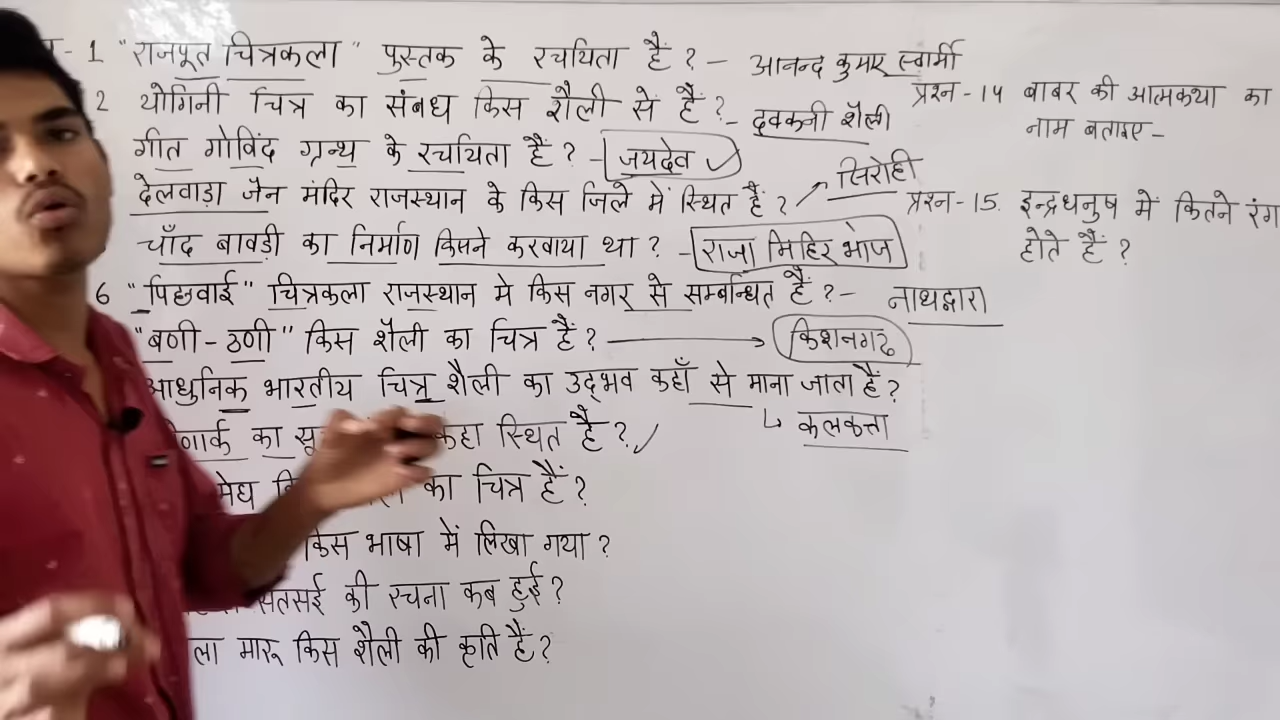 - 1 "राजपूत चित्रकला" पुस्तक के रचयिता है ? - आनन्द कुमार स्वामी
2 योगिनी चित्र का संबध किस शैली से है ? - दक्कनी शैली
गीत गोविंद ग्रन्थ के रचयिता है ? - जयदेव
देलवाड़ा जैन मंदिर राजस्थान के किस जिले में स्थित है ? सिरोही
चाँद बावड़ी का निर्माण किसने करवाया था ? - राजा मिहिर भोज
6 "पिछवाई" चित्रकला राजस्थान मे किस नगर से सम्बन्धित है ? - नाथद्वारा
"बणी - ठणी" किस शैली का चित्र है ? किशनगढ
आधुनिक भारतीय चित्र शैली का उद्भव कहाँ से माना जाता है ?
कलकत्ता
का कहा स्थित है ?
मेघ का चित्र है ?
किस भाषा में लिखा गया ?
सतसई की रचना कब हुई ?
ला मारू किस शैली की कृति है ?
प्रश्न - 14 बाबर की आत्मकथा का
नाम बताइए -
प्रश्न - 15. इन्द्रधनुष में कितने रंग
होते है ?